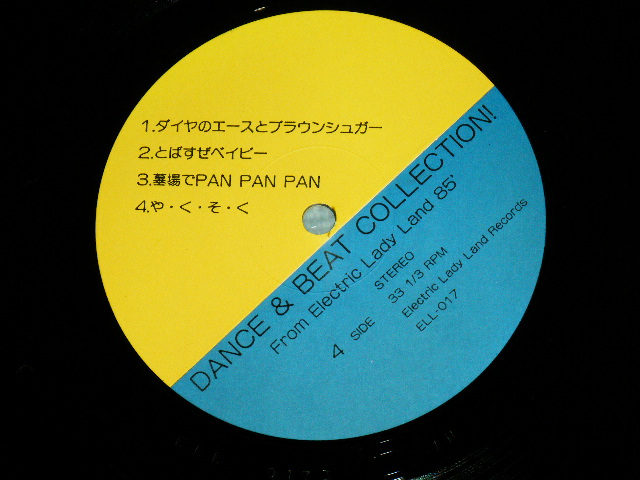 1.ダイヤのエースとブラウンシュガー
2.とばすぜベイビー
3.墓場でPAN PAN PAN
4.や・く・そ・く
DANCE & BEAT COLLECTION!
From Electric Lady Land 85'
4 SIDE
STEREO
33 1/3 RPM
Electric Lady Land Records
ELL-017